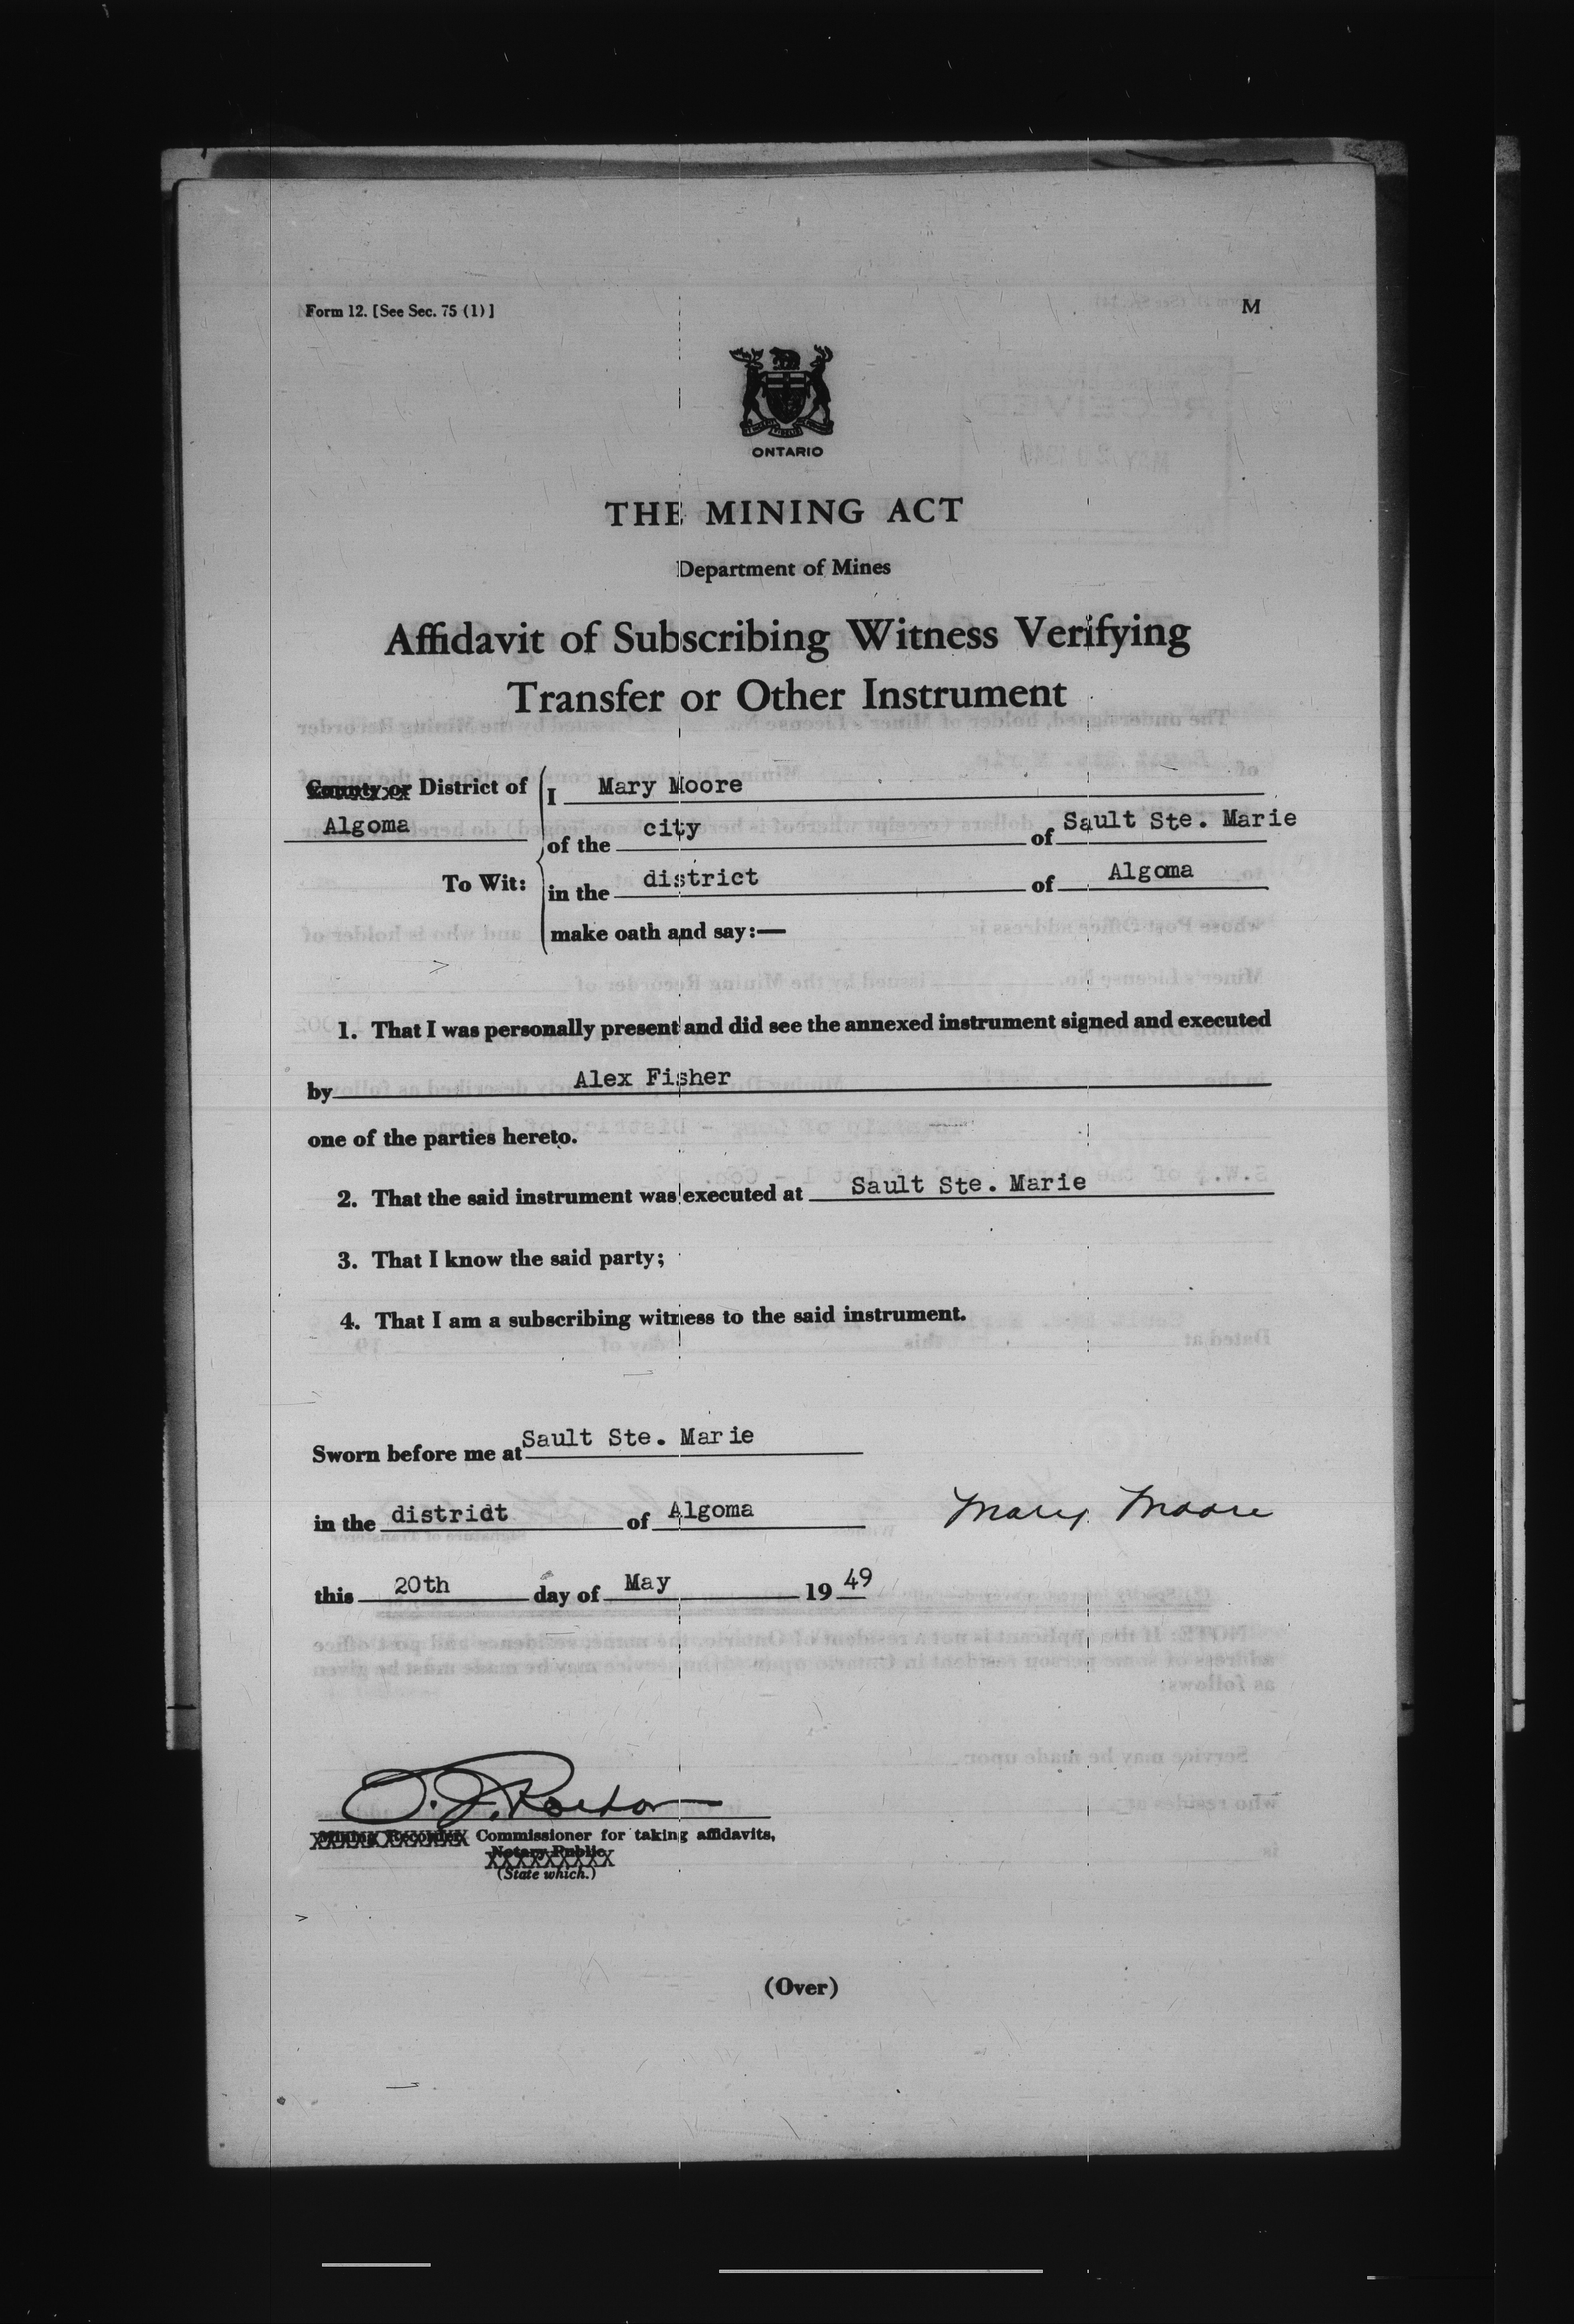 Form 12. [See Sec. 75 (1)]
M
ONTARIO
THE MINING ACT
Department of Mines
Affidavit of Subscribing Witness Verifying
Transfer or Other Instrument
County or District of
Algoma
To Wit:
I Mary Moore
of the city of Sault Ste. Marie
in the district of Algoma
make oath and say:—
1. That I was personally present and did see the annexed instrument signed and executed
by Alex Fisher
one of the parties hereto.
2. That the said instrument was executed at Sault Ste. Marie
3. That I know the said party;
4. That I am a subscribing witness to the said instrument.
Sworn before me at Sault Ste. Marie
in the district of Algoma
Mary Moore
this 20th day of May 1949
Mining Recorder Commissioner for taking affidavits,
Notary Public
(State which.)
(Over)